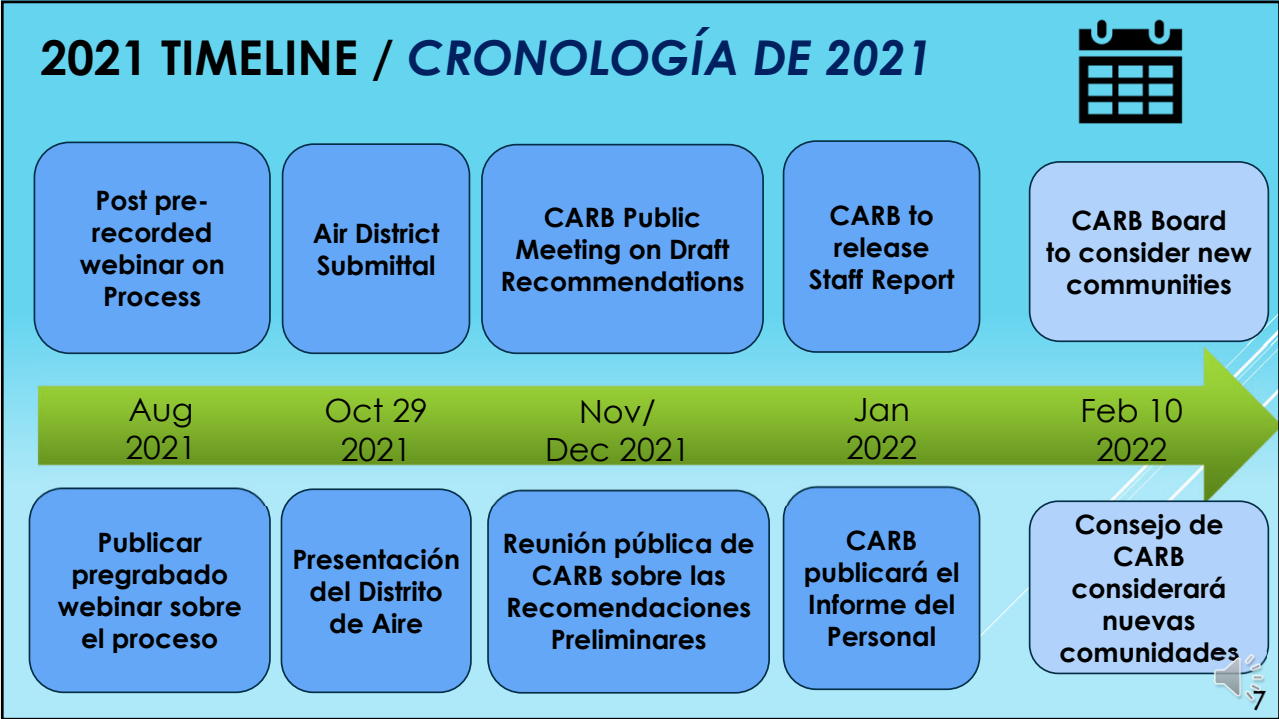 2021 TIMELINE / CRONOLOGÍA DE 2021
Post pre-
recorded
webinar on
Process
Air District
Submittal
CARB Public
Meeting on Draft
Recommendations
CARB to
release
Staff Report
CARB Board
to consider new
communities
Aug
2021
Oct 29
2021
Nov/
Dec 2021
Jan
2022
Feb 10
2022
Publicar
pregrabado
webinar sobre
el proceso
Presentación
del Distrito
de Aire
Reunión pública de
CARB sobre las
Recomendaciones
Preliminares
CARB
publicará el
Informe del
Personal
Consejo de
CARB
considerará
nuevas
comunidades
7